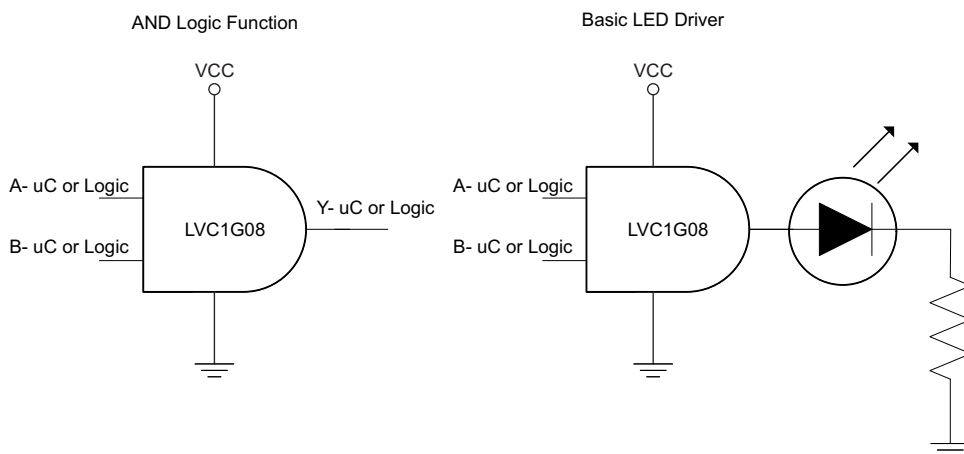 AND Logic Function
VCC
A- uC or Logic
B- uC or Logic
LVC1G08
Y- uC or Logic
Basic LED Driver
VCC
A- uC or Logic
B- uC or Logic
LVC1G08